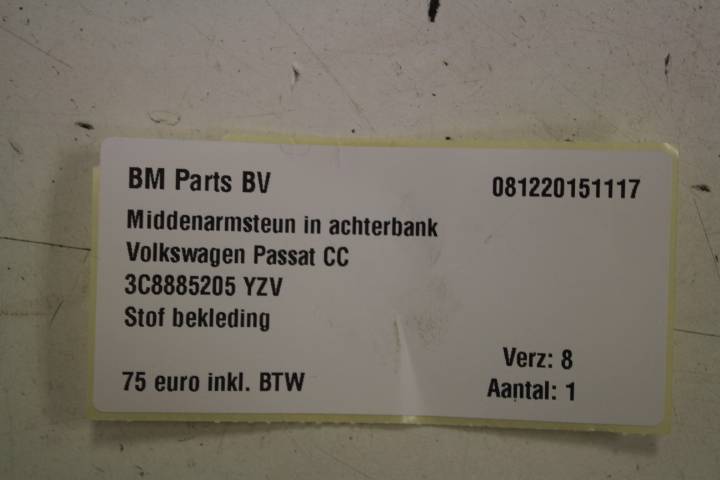 BM Parts BV 081220151117
Middenarmsteun in achterbank
Volkswagen Passat CC
3C8885205 YZV
Stof bekleding
Verz: 8
75 euro inkl. BTW Aantal: 1